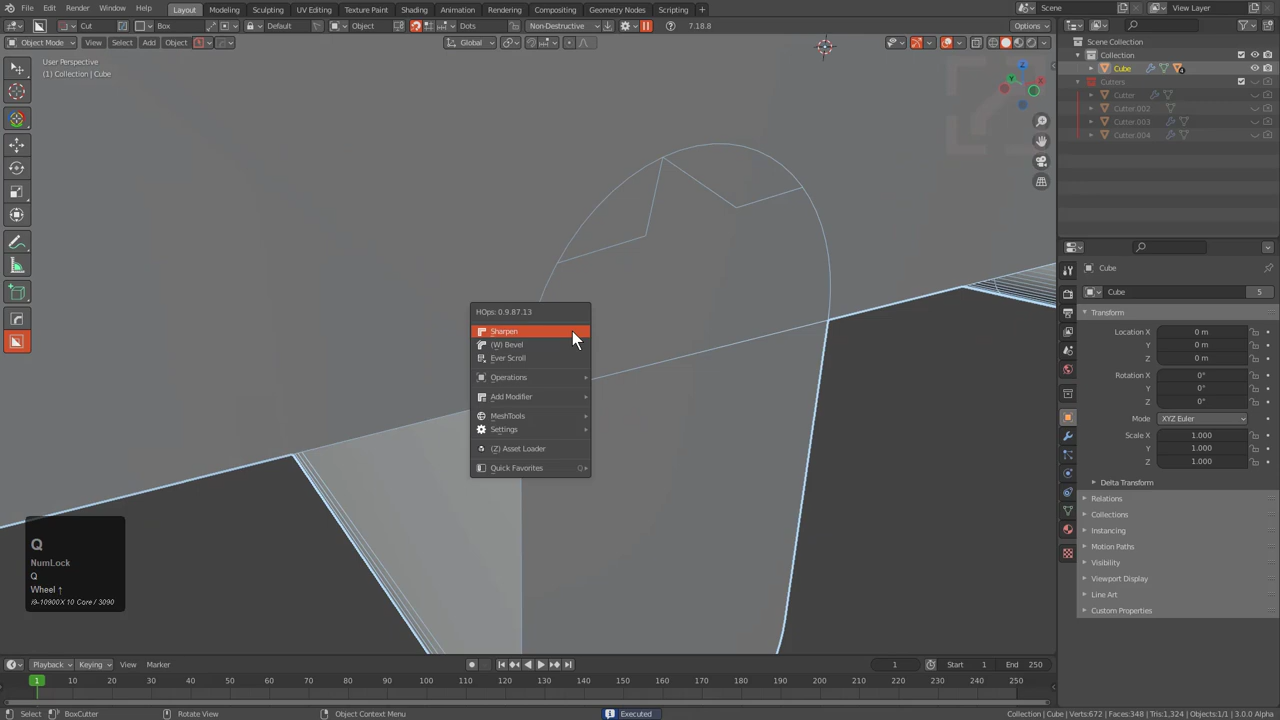 File Edit Render Window Help
Layout Modeling Sculpting UV Editing Texture Paint Shading Animation Rendering Compositing Geometry Nodes Scripting +
Scene View Layer
Cut Box Default Object Dots Non-Destructive 7.18.8 Options
Object Mode View Select Add Object Global
User Perspective
(1) Collection | Cube
Z
Y
X
Scene Collection
Collection
Cube 4
Cutters
Cutter
Cutter.002
Cutter.003
Cutter.004
HOps: 0.9.87.13
Sharpen
(W) Bevel
Ever Scroll
Operations
Add Modifier
MeshTools
Settings
(Z) Asset Loader
Quick Favorites Q
Q
NumLock
Q
Wheel ↑
i9-10900X 10 Core / 3090
Cube
Cube 5
Transform
Location X 0 m
Y 0 m
Z 0 m
Rotation X 0°
Y 0°
Z 0°
Mode XYZ Euler
Scale X 1.000
Y 1.000
Z 1.000
Delta Transform
Relations
Collections
Instancing
Motion Paths
Visibility
Viewport Display
Line Art
Custom Properties
Playback Keying View Marker 1 Start 1 End 250
1 10 20 30 40 50 60 70 80 90 100 110 120 130 140 150 160 170 180 190 200 210 220 230 240 250
Select BoxCutter Rotate View Object Context Menu Executed Collection | Cube | Verts:672 | Faces:348 | Tris:1,324 | Objects:1/1 | 3.0.0 Alpha